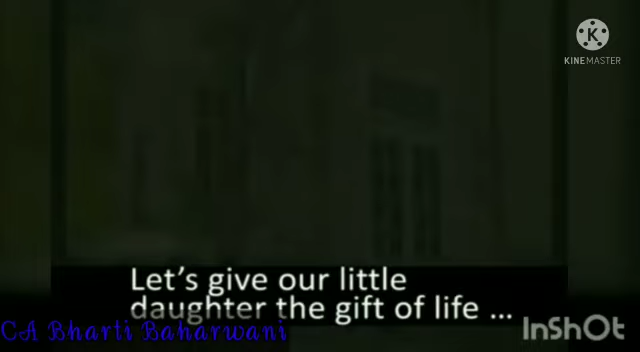 KINEMASTER
Let's give our little
daughter the gift of life ...
CA Bharti Baharwani
InShOt